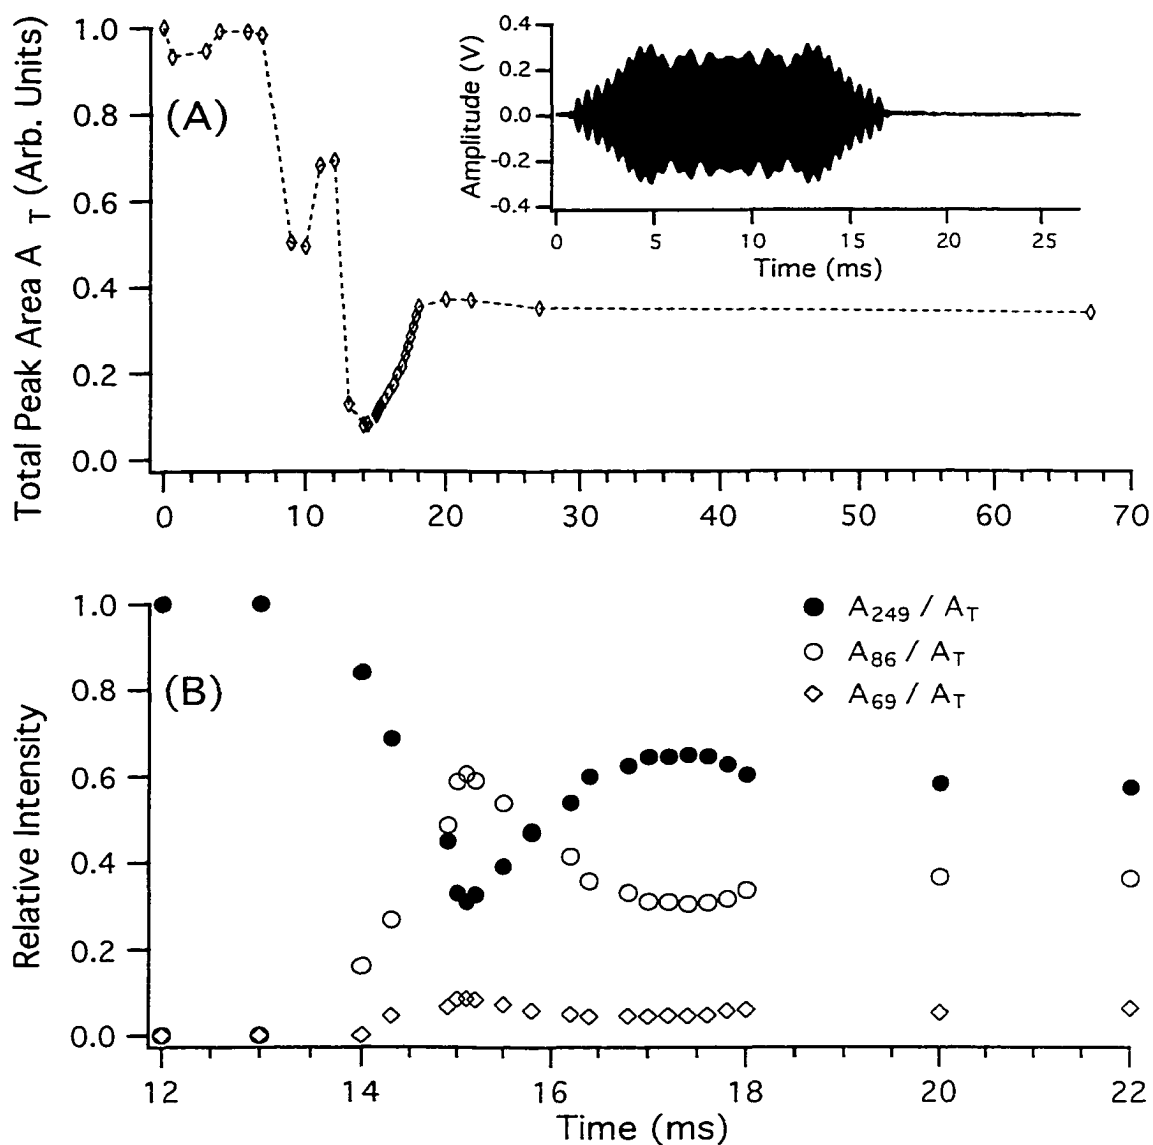 Total Peak Area A T (Arb. Units)
1.0
0.8
0.6
0.4
0.2
0.0
(A)
0 10 20 30 40 50 60 70
Amplitude (V)
0.4
0.2
0.0
-0.2
-0.4
0 5 10 15 20 25
Time (ms)
Relative Intensity
1.0
0.8
0.6
0.4
0.2
0.0
(B)
A249 / AT
A86 / AT
A69 / AT
12 14 16 18 20 22
Time (ms)